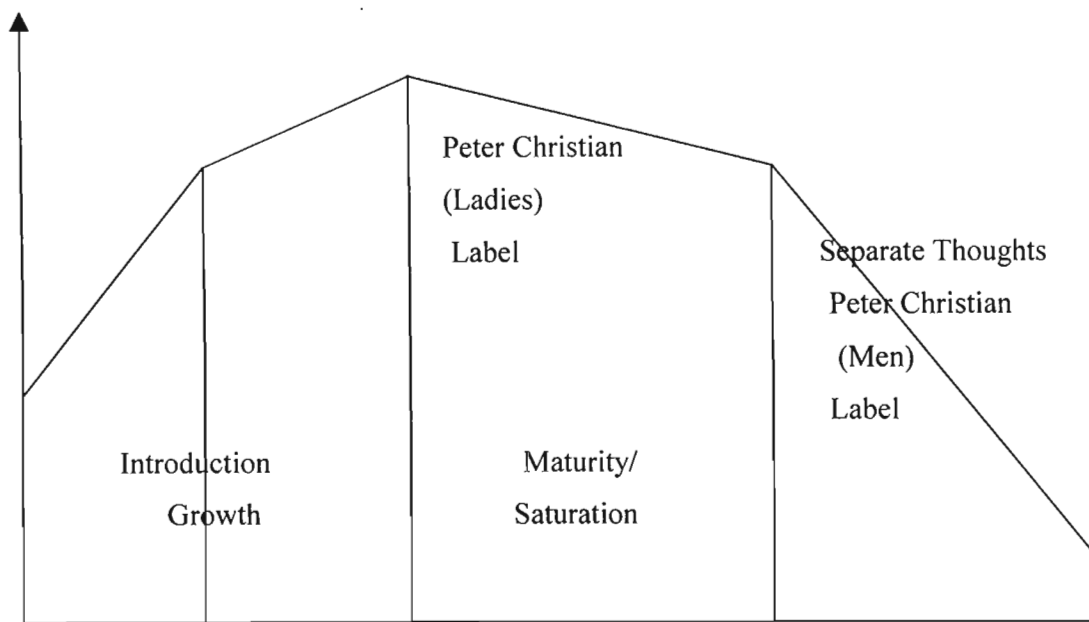 Peter Christian
(Ladies)
Label
Separate Thoughts
Peter Christian
(Men)
Label
Introduction
Growth
Maturity/
Saturation